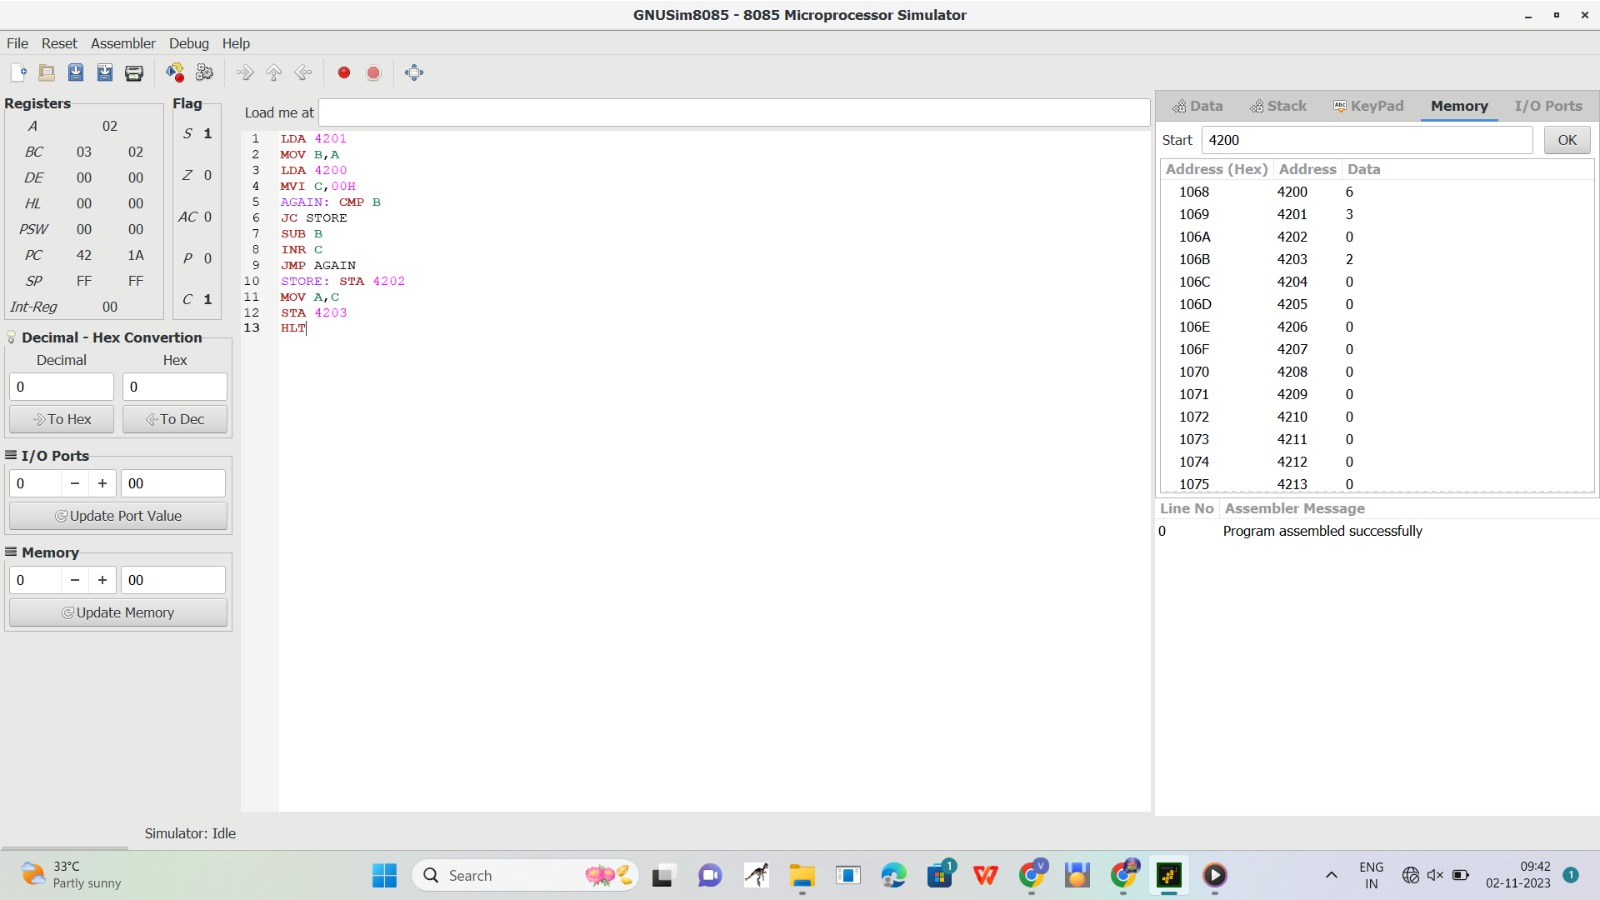 GNUSim8085 - 8085 Microprocessor Simulator
File Reset Assembler Debug Help
Registers
A 02
BC 03 02
DE 00 00
HL 00 00
PSW 00 00
PC 42 1A
SP FF FF
Int-Reg 00
Flag
S 1
Z 0
AC 0
P 0
C 1
Decimal - Hex Convertion
Decimal Hex
0 0
To Hex To Dec
I/O Ports
0 - + 00
Update Port Value
Memory
0 - + 00
Update Memory
Load me at
1 LDA 4201
2 MOV B,A
3 LDA 4200
4 MVI C,00H
5 AGAIN: CMP B
6 JC STORE
7 SUB B
8 INR C
9 JMP AGAIN
10 STORE: STA 4202
11 MOV A,C
12 STA 4203
13 HLT
Data Stack KeyPad Memory I/O Ports
Start 4200 OK
Address (Hex) Address Data
1068 4200 6
1069 4201 3
106A 4202 0
106B 4203 2
106C 4204 0
106D 4205 0
106E 4206 0
106F 4207 0
1070 4208 0
1071 4209 0
1072 4210 0
1073 4211 0
1074 4212 0
1075 4213 0
Line No Assembler Message
0 Program assembled successfully
Simulator: Idle
33°C
Partly sunny
Search
1
V
ENG
IN
09:42
02-11-2023
1